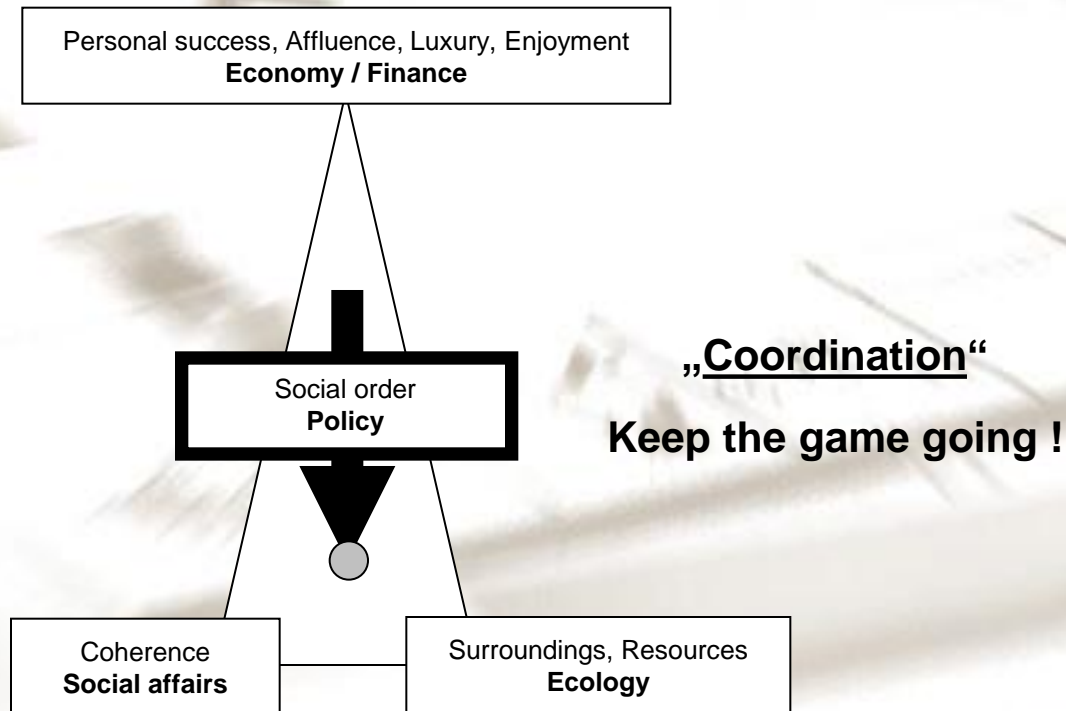 Personal success, Affluence, Luxury, Enjoyment
Economy / Finance
Social order
Policy
„Coordination“
Keep the game going !
Coherence
Social affairs
Surroundings, Resources
Ecology